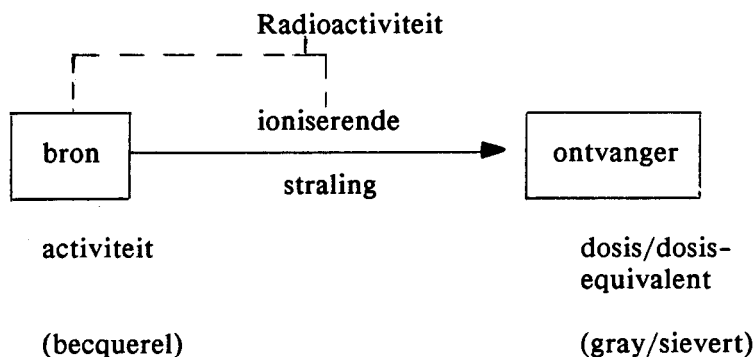 Radioactiviteit
bron
ioniserende
straling
ontvanger
activiteit
dosis/dosis-
equivalent
(becquerel)
(gray/sievert)